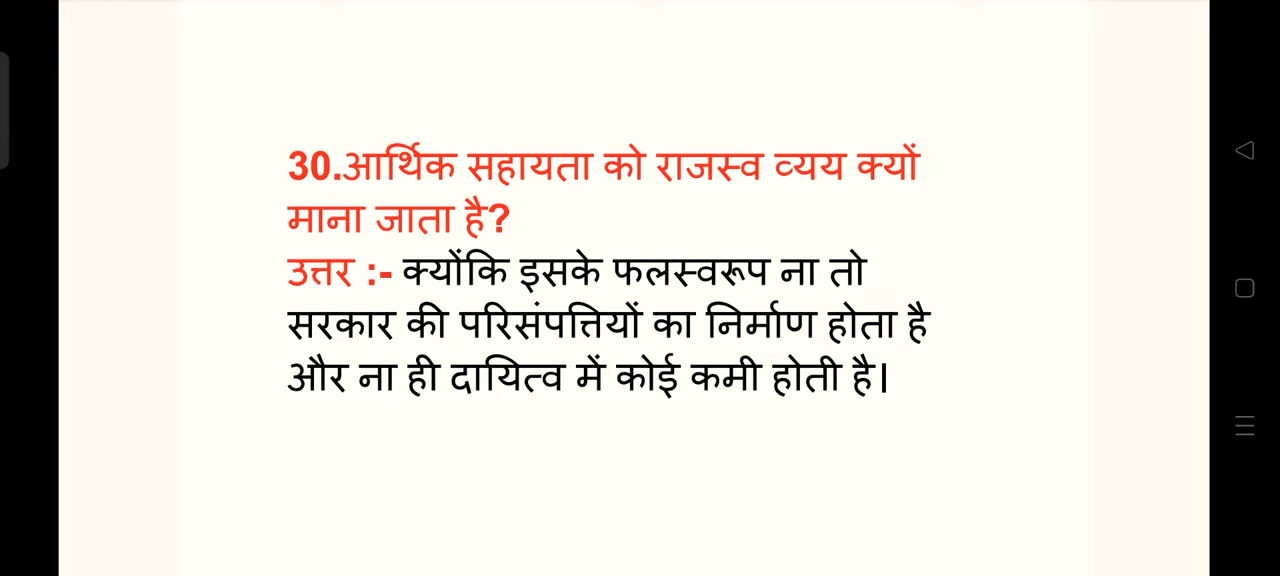 30.आर्थिक सहायता को राजस्व व्यय क्यों
माना जाता है?
उत्तर :- क्योंकि इसके फलस्वरूप ना तो
सरकार की परिसंपत्तियों का निर्माण होता है
और ना ही दायित्व में कोई कमी होती है।